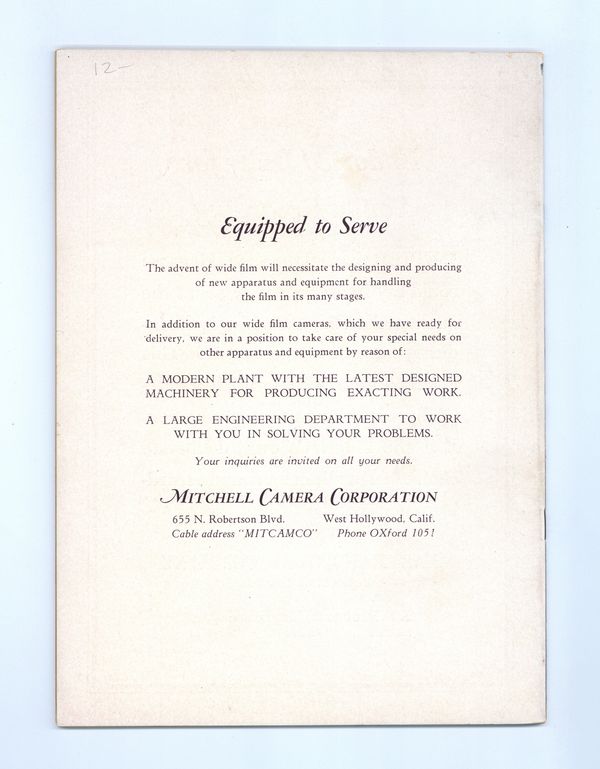 12-
Equipped to Serve
The advent of wide film will necessitate the designing and producing
of new apparatus and equipment for handling
the film in its many stages.
In addition to our wide film cameras, which we have ready for
delivery, we are in a position to take care of your special needs on
other apparatus and equipment by reason of:
A MODERN PLANT WITH THE LATEST DESIGNED
MACHINERY FOR PRODUCING EXACTING WORK.
A LARGE ENGINEERING DEPARTMENT TO WORK
WITH YOU IN SOLVING YOUR PROBLEMS.
Your inquiries are invited on all your needs.
MITCHELL CAMERA CORPORATION
655 N. Robertson Blvd. West Hollywood, Calif.
Cable address "MITCAMCO" Phone OXford 1051